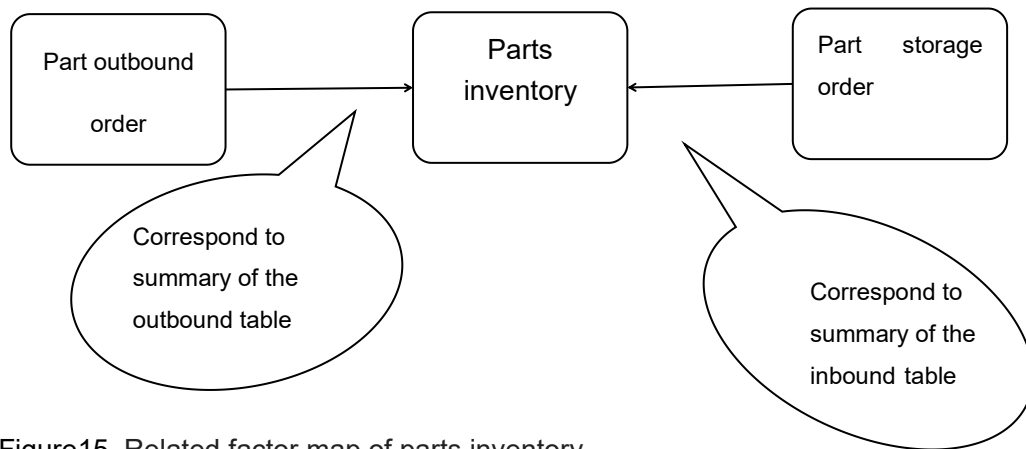 Part outbound
order
Parts
inventory
Part storage
order
Correspond to
summary of the
outbound table
Correspond to
summary of the
inbound table
Figure15 Related factor map of parts inventory